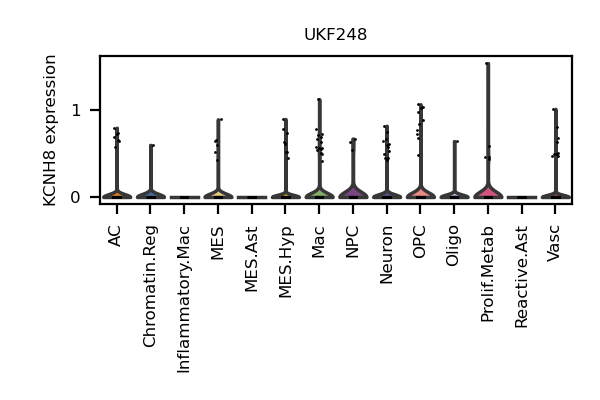 UKF248
KCNH8 expression
1
0
AC
Chromatin.Reg
Inflammatory.Mac
MES
MES.Ast
MES.Hyp
Mac
NPC
Neuron
OPC
Oligo
Prolif.Metab
Reactive.Ast
Vasc